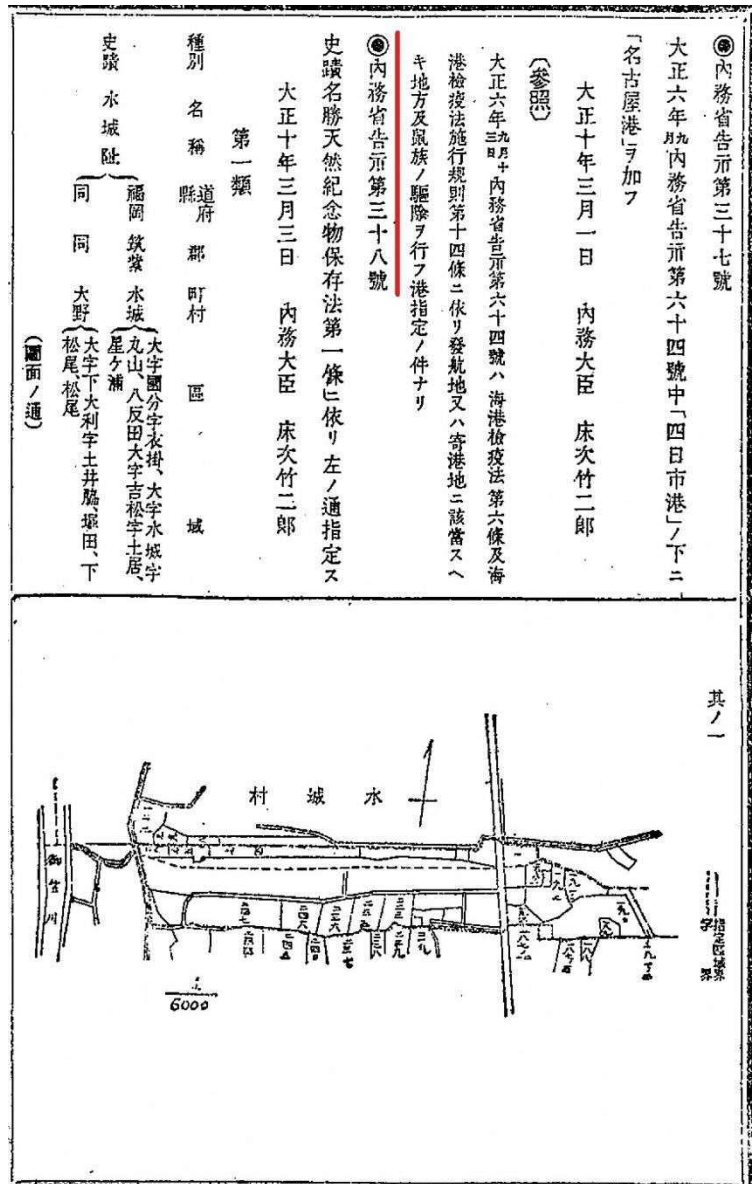 ◉內務省吿示第三十七號
大正六年九月內務省吿示第六十四號中「四日市港」ノ下ニ
「名古屋港」ヲ加フ
大正十年三月一日 內務大臣 床次竹二郎
(參照)
大正六年九月十三日內務省吿示第六十四號ハ海港檢疫法第六條及海
港檢疫法施行規則第十四條ニ依リ發航地又ハ寄港地ニ該當スヘ
キ地方及鼠族ノ驅除ヲ行フ港指定ノ件ナリ
◉內務省吿示第三十八號
史蹟名勝天然紀念物保存法第一條ニ依リ左ノ通指定ス
大正十年三月三日 內務大臣 床次竹二郎
第一類
種別 名稱 道府縣 郡 町村 區域
史蹟 水城阯
福岡 筑紫 水城
大字國分字衣掛、大字水城字
丸山、八反田大字吉松字土居、
星ケ浦
同 同 大野
大字下大利字土井脇、塚田、下
松尾、松尾
(圖面ノ通)
其ノ一
水城村
御笠川
指定區域界
字界
1/6000